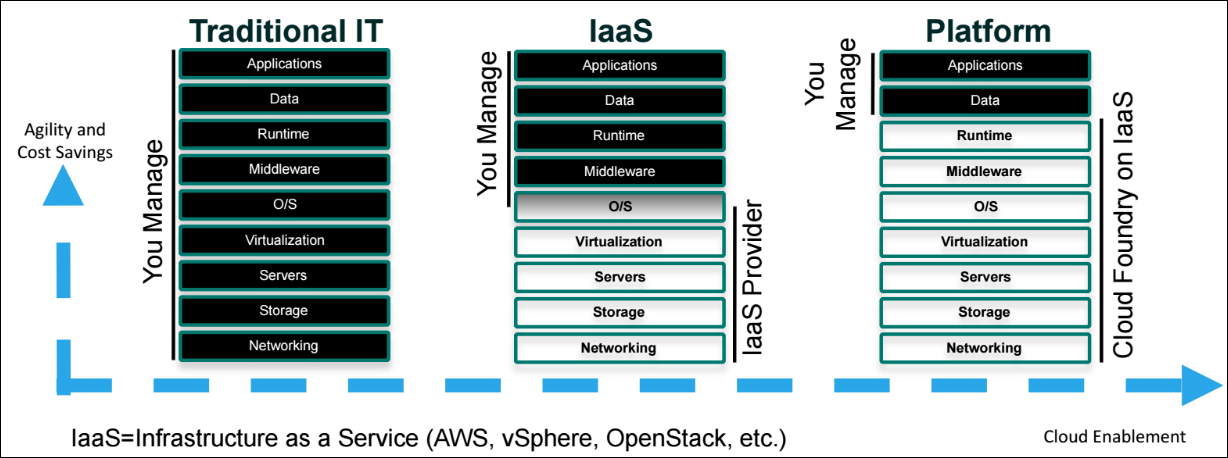 Traditional IT
IaaS
Platform
Agility and
Cost Savings
You Manage
Applications
Data
Runtime
Middleware
O/S
Virtualization
Servers
Storage
Networking
You Manage
Applications
Data
Runtime
Middleware
O/S
Virtualization
Servers
Storage
Networking
IaaS Provider
You
Manage
Applications
Data
Runtime
Middleware
O/S
Virtualization
Servers
Storage
Networking
Cloud Foundry on IaaS
IaaS=Infrastructure as a Service (AWS, vSphere, OpenStack, etc.)
Cloud Enablement